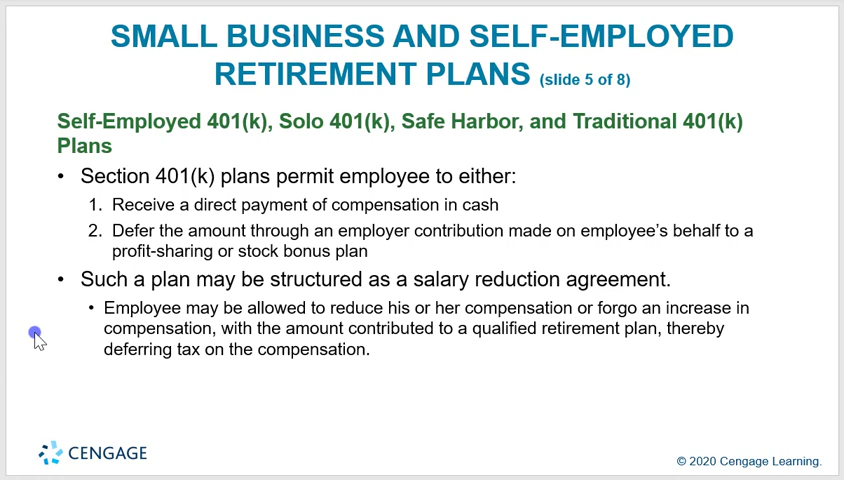 SMALL BUSINESS AND SELF-EMPLOYED
RETIREMENT PLANS (slide 5 of 8)
Self-Employed 401(k), Solo 401(k), Safe Harbor, and Traditional 401(k)
Plans
• Section 401(k) plans permit employee to either:
1. Receive a direct payment of compensation in cash
2. Defer the amount through an employer contribution made on employee's behalf to a
profit-sharing or stock bonus plan
• Such a plan may be structured as a salary reduction agreement.
• Employee may be allowed to reduce his or her compensation or forgo an increase in
compensation, with the amount contributed to a qualified retirement plan, thereby
deferring tax on the compensation.
CENGAGE
© 2020 Cengage Learning.